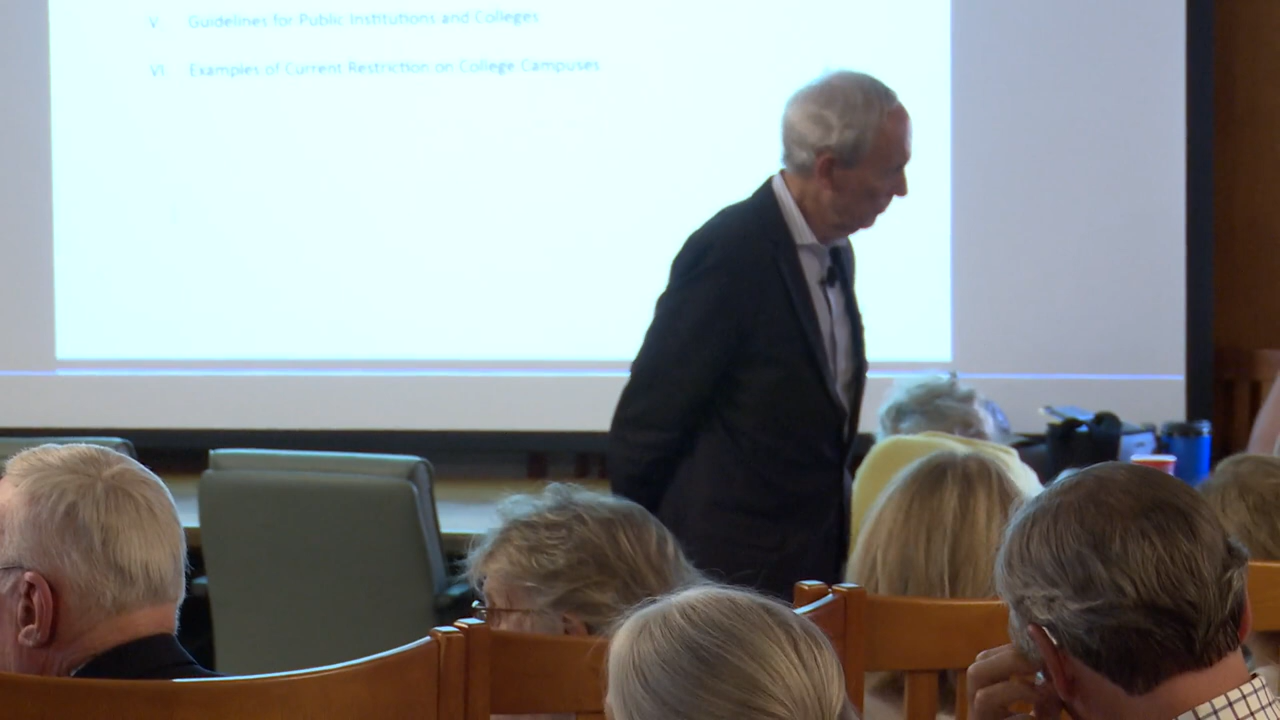 V. Guidelines for Public Institutions and Colleges
VI. Examples of Current Restriction on College Campuses